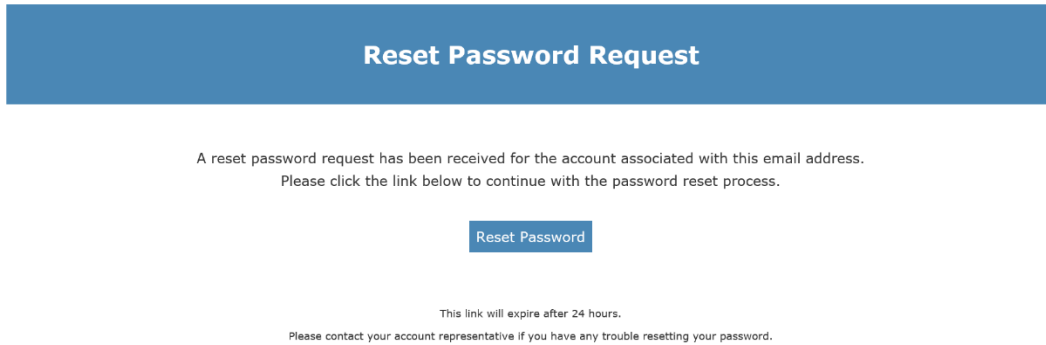 Reset Password Request
A reset password request has been received for the account associated with this email address.
Please click the link below to continue with the password reset process.
Reset Password
This link will expire after 24 hours.
Please contact your account representative if you have any trouble resetting your password.